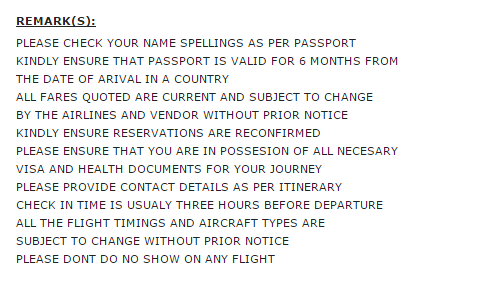 REMARK(S):
PLEASE CHECK YOUR NAME SPELLINGS AS PER PASSPORT
KINDLY ENSURE THAT PASSPORT IS VALID FOR 6 MONTHS FROM
THE DATE OF ARIVAL IN A COUNTRY
ALL FARES QUOTED ARE CURRENT AND SUBJECT TO CHANGE
BY THE AIRLINES AND VENDOR WITHOUT PRIOR NOTICE
KINDLY ENSURE RESERVATIONS ARE RECONFIRMED
PLEASE ENSURE THAT YOU ARE IN POSSESION OF ALL NECESARY
VISA AND HEALTH DOCUMENTS FOR YOUR JOURNEY
PLEASE PROVIDE CONTACT DETAILS AS PER ITINERARY
CHECK IN TIME IS USUALY THREE HOURS BEFORE DEPARTURE
ALL THE FLIGHT TIMINGS AND AIRCRAFT TYPES ARE
SUBJECT TO CHANGE WITHOUT PRIOR NOTICE
PLEASE DONT DO NO SHOW ON ANY FLIGHT